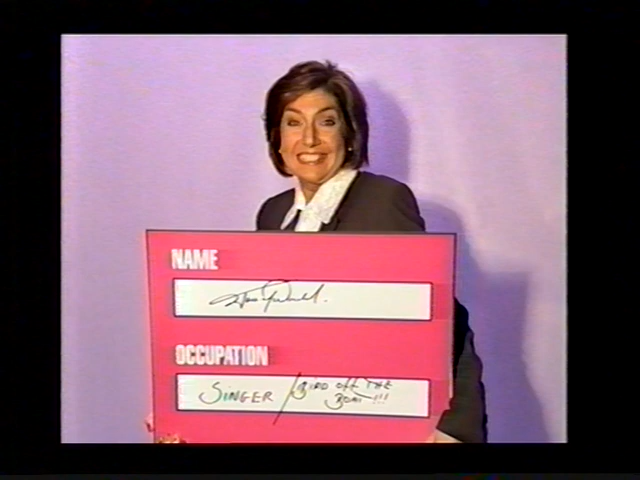 NAME
OCCUPATION
SINGER / BIRD OFF THE
BOAT !!!